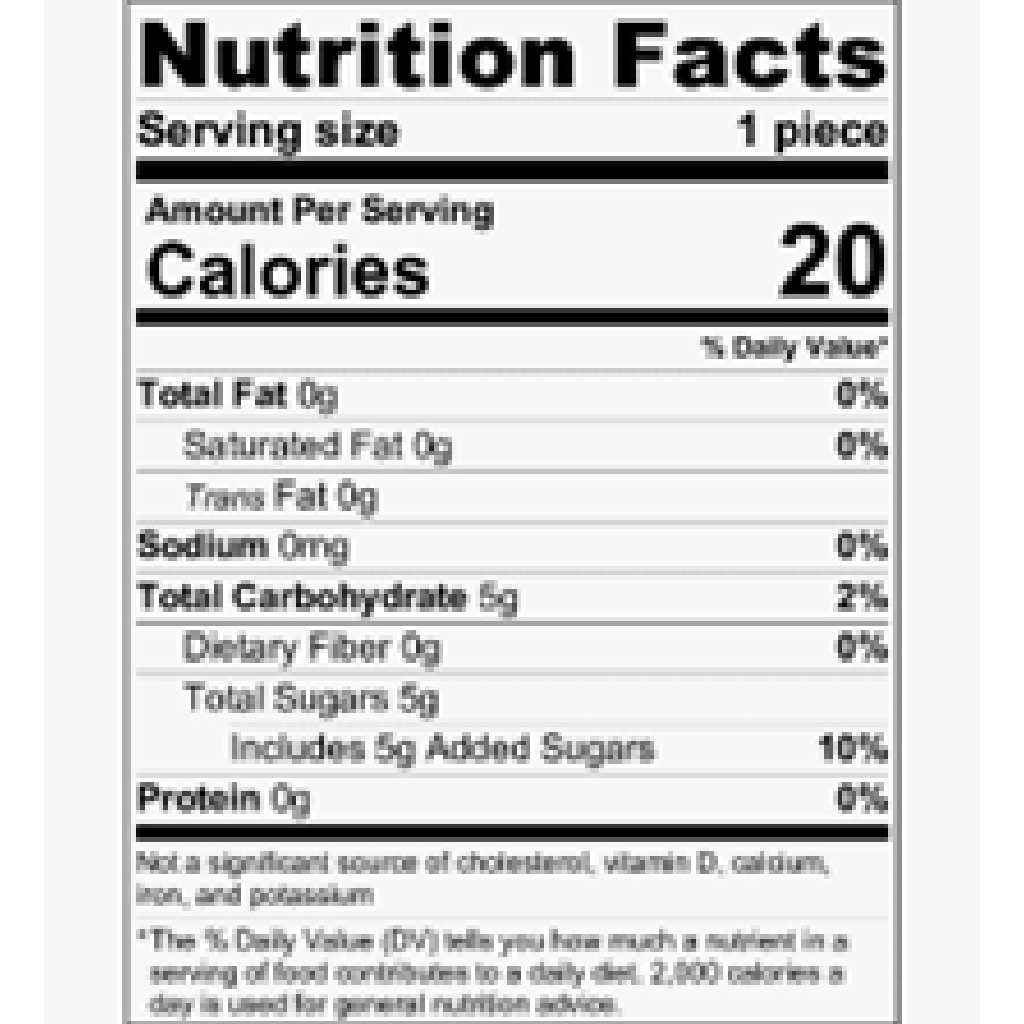 Nutrition Facts
Serving size 1 piece
Amount Per Serving
Calories 20
% Daily Value*
Total Fat 0g 0%
Saturated Fat 0g 0%
Trans Fat 0g
Sodium 0mg 0%
Total Carbohydrate 5g 2%
Dietary Fiber 0g 0%
Total Sugars 5g
Includes 5g Added Sugars 10%
Protein 0g 0%
Not a significant source of cholesterol, vitamin D, calcium,
iron, and potassium
*The % Daily Value (DV) tells you how much a nutrient in a
serving of food contributes to a daily diet. 2,000 calories a
day is used for general nutrition advice.